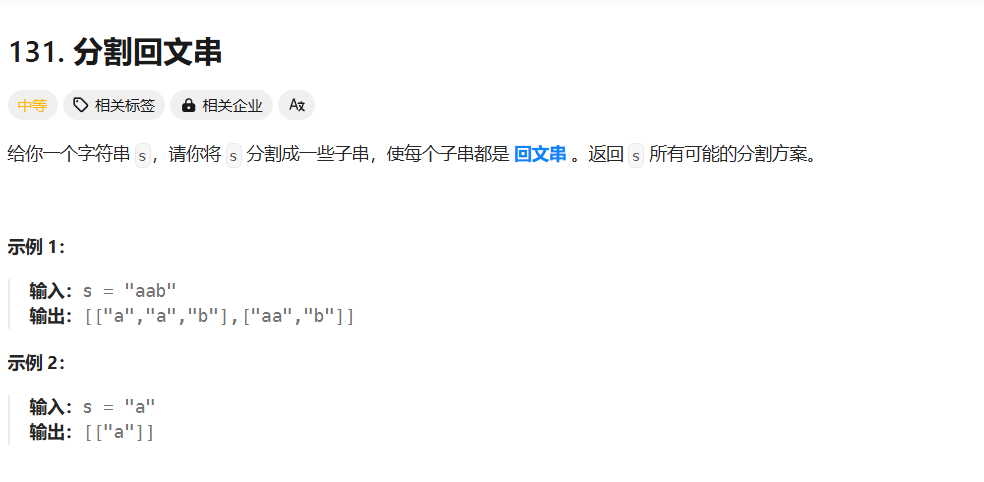 131. 分割回文串
中等 相关标签 相关企业 A文
给你一个字符串 s，请你将 s 分割成一些子串，使每个子串都是 回文串 。返回 s 所有可能的分割方案。
示例 1：
输入：s = "aab"
输出：[["a","a","b"],["aa","b"]]
示例 2：
输入：s = "a"
输出：[["a"]]